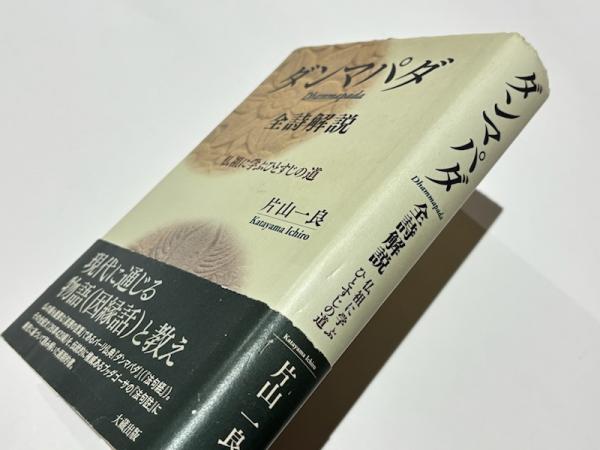 ダンマパダ
Dhammapada
全詩解説
仏祖に学ぶひとすじの道
片山一良
Katayama Ichiro
現代に通じる
物語(因縁話)と教え
大蔵出版
ダンマパダ
Dhammapada
全詩解説
仏祖に学ぶ
ひとすじの道
Katayama Ichiro
片山一良